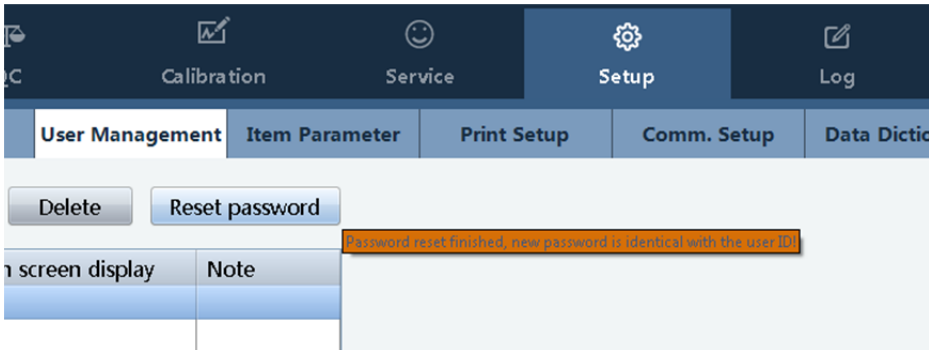 QC Calibration Service Setup Log
User Management Item Parameter Print Setup Comm. Setup Data Dictic
Delete Reset password
Password reset finished, new password is identical with the user ID!
n screen display Note